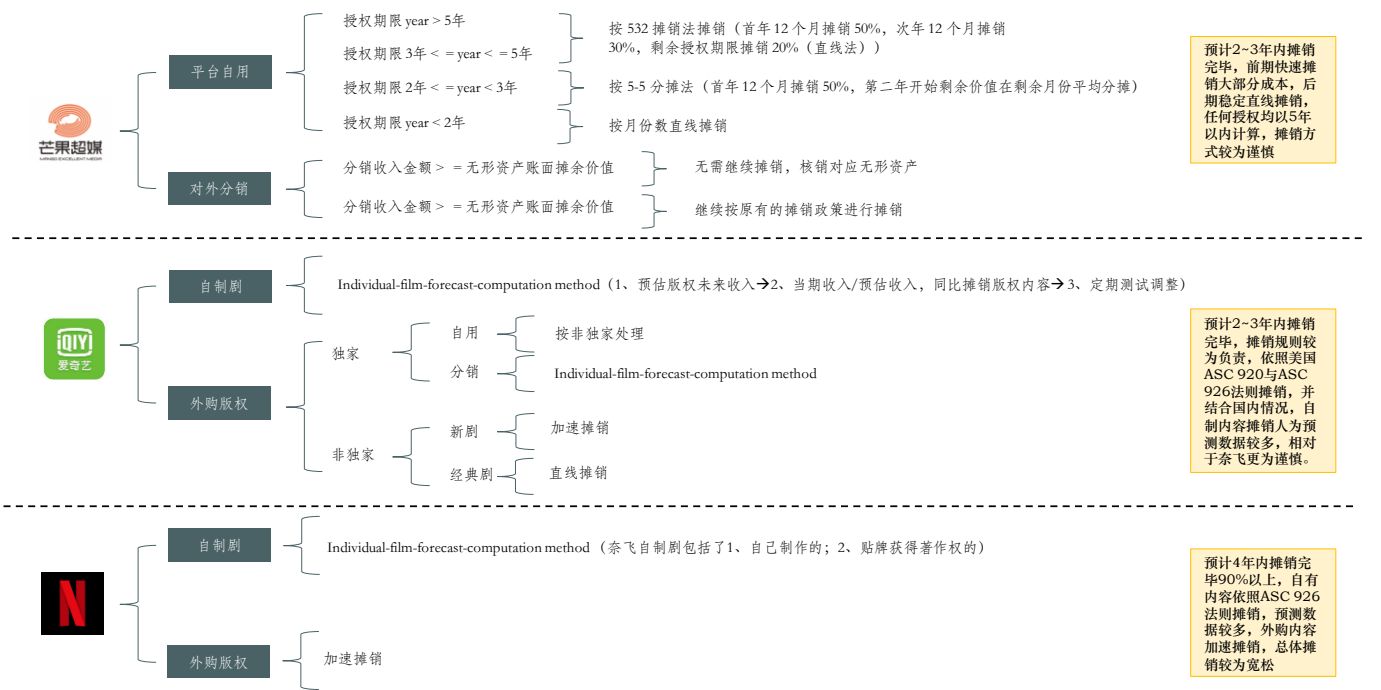 授权期限 year > 5年
授权期限 3年< = year < = 5年
按 532 摊销法摊销（首年 12 个月摊销 50%，次年 12 个月摊销
30%，剩余授权期限摊销 20%（直线法））
平台自用
授权期限 2年< = year < 3年
按 5-5 分摊法（首年 12 个月摊销 50%，第二年开始剩余价值在剩余月份平均分摊）
授权期限 year < 2年
按月份数直线摊销
预计2~3年内摊销
完毕，前期快速摊
销大部分成本，后
期稳定直线摊销，
任何授权均以5年
以内计算，摊销方
式较为谨慎
芒果超媒
MANGO EXCELLENT MEDIA
对外分销
分销收入金额 > = 无形资产账面摊余价值
无需继续摊销，核销对应无形资产
分销收入金额 > = 无形资产账面摊余价值
继续按原有的摊销政策进行摊销
自制剧
Individual-film-forecast-computation method（1、预估版权未来收入→2、当期收入/预估收入，同比摊销版权内容→3、定期测试调整）
iQIYI
爱奇艺
外购版权
独家
自用
按非独家处理
分销
Individual-film-forecast-computation method
非独家
新剧
加速摊销
经典剧
直线摊销
预计2~3年内摊销
完毕，摊销规则较
为负责，依照美国
ASC 920与ASC
926法则摊销，并
结合国内情况，自
制内容摊销人为预
测数据较多，相对
于奈飞更为谨慎。
自制剧
Individual-film-forecast-computation method（奈飞自制剧包括了1、自己制作的；2、贴牌获得著作权的）
N
外购版权
加速摊销
预计4年内摊销完
毕90%以上，自有
内容依照ASC 926
法则摊销，预测数
据较多，外购内容
加速摊销，总体摊
销较为宽松